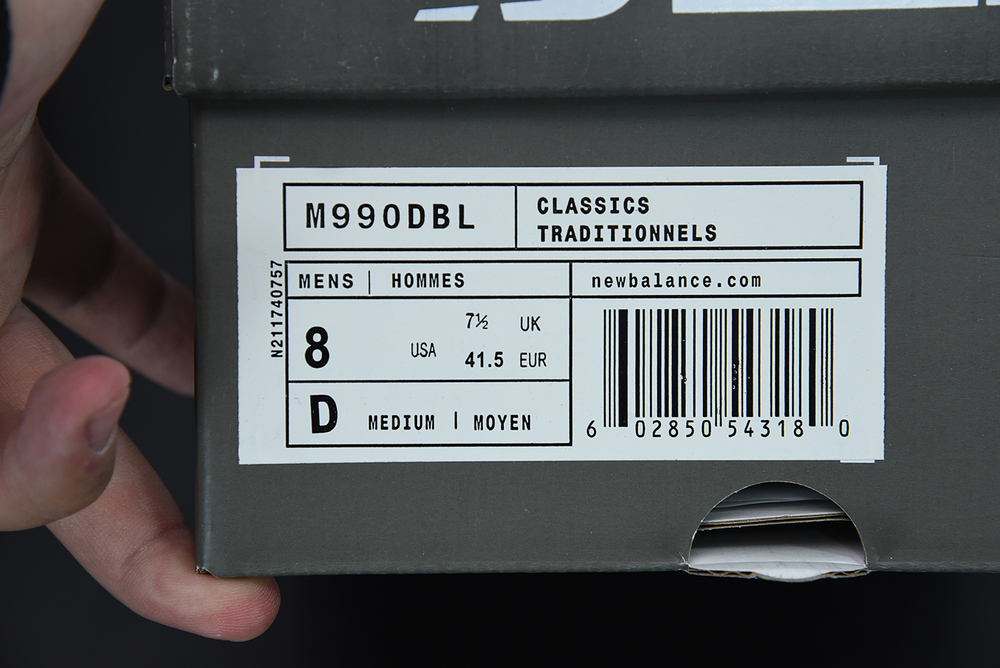 M990DBL
CLASSICS
TRADITIONNELS
N211740757
MENS | HOMMES
newbalance.com
8 USA
7½ UK
41.5 EUR
D MEDIUM | MOYEN
6 02850 54318 0